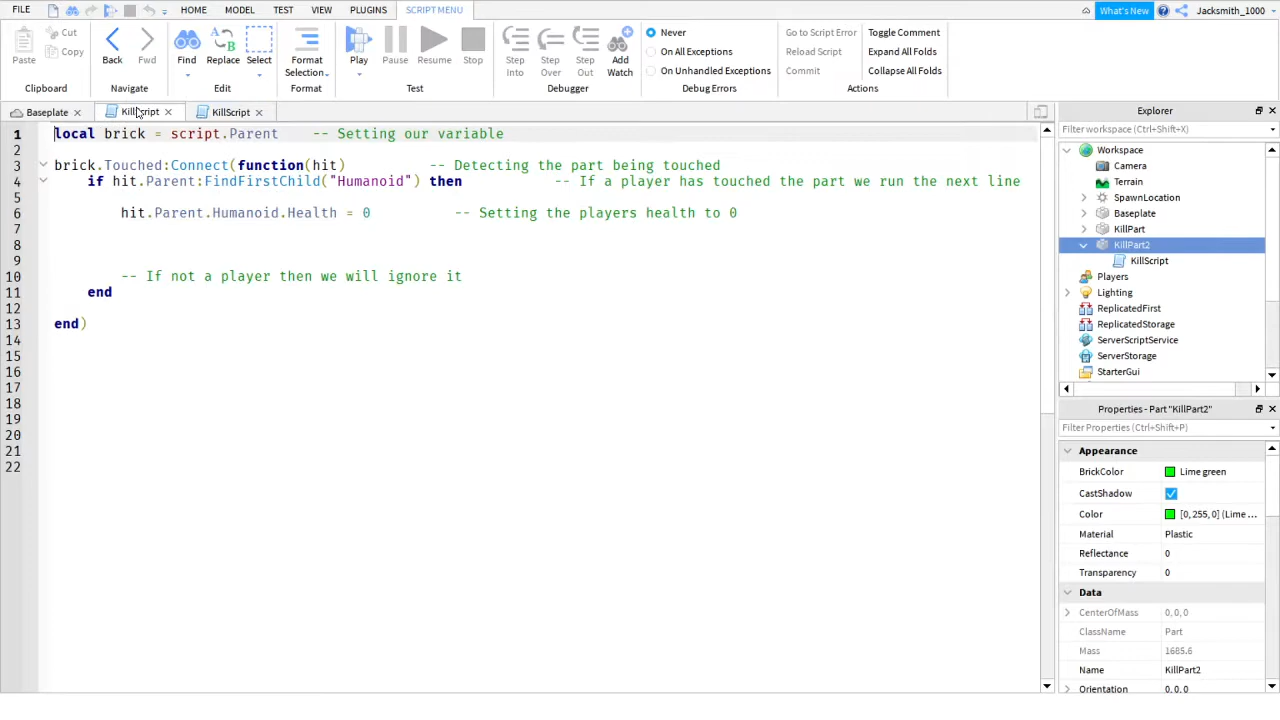 FILE HOME MODEL TEST VIEW PLUGINS SCRIPT MENU What's New Jacksmith_1000
Paste Cut Copy Back Fwd Find Replace Select Format Selection Play Pause Resume Stop Step Into Step Over Step Out Add Watch Never On All Exceptions On Unhandled Exceptions Go to Script Error Reload Script Commit Toggle Comment Expand All Folds Collapse All Folds
Clipboard Navigate Edit Format Test Debugger Debug Errors Actions
Baseplate KillScript KillScript
1 local brick = script.Parent -- Setting our variable
2
3 brick.Touched:Connect(function(hit) -- Detecting the part being touched
4 if hit.Parent:FindFirstChild("Humanoid") then -- If a player has touched the part we run the next line
5
6 hit.Parent.Humanoid.Health = 0 -- Setting the players health to 0
7
8
9
10 -- If not a player then we will ignore it
11 end
12
13 end)
14
15
16
17
18
19
20
21
22
Explorer
Filter workspace (Ctrl+Shift+X)
Workspace
Camera
Terrain
SpawnLocation
Baseplate
KillPart
KillPart2
KillScript
Players
Lighting
ReplicatedFirst
ReplicatedStorage
ServerScriptService
ServerStorage
StarterGui
Properties - Part "KillPart2"
Filter Properties (Ctrl+Shift+P)
Appearance
BrickColor Lime green
CastShadow
Color [0, 255, 0] (Lime ...
Material Plastic
Reflectance 0
Transparency 0
Data
CenterOfMass 0, 0, 0
ClassName Part
Mass 1685.6
Name KillPart2
Orientation 0, 0, 0